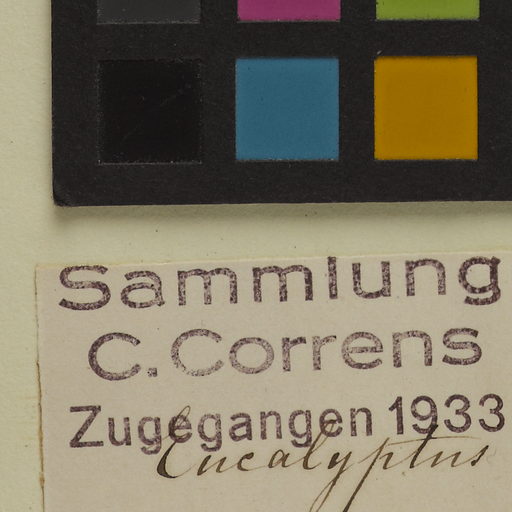 Sammlung
C. Correns
Zugegangen 1933
Eucalyptus